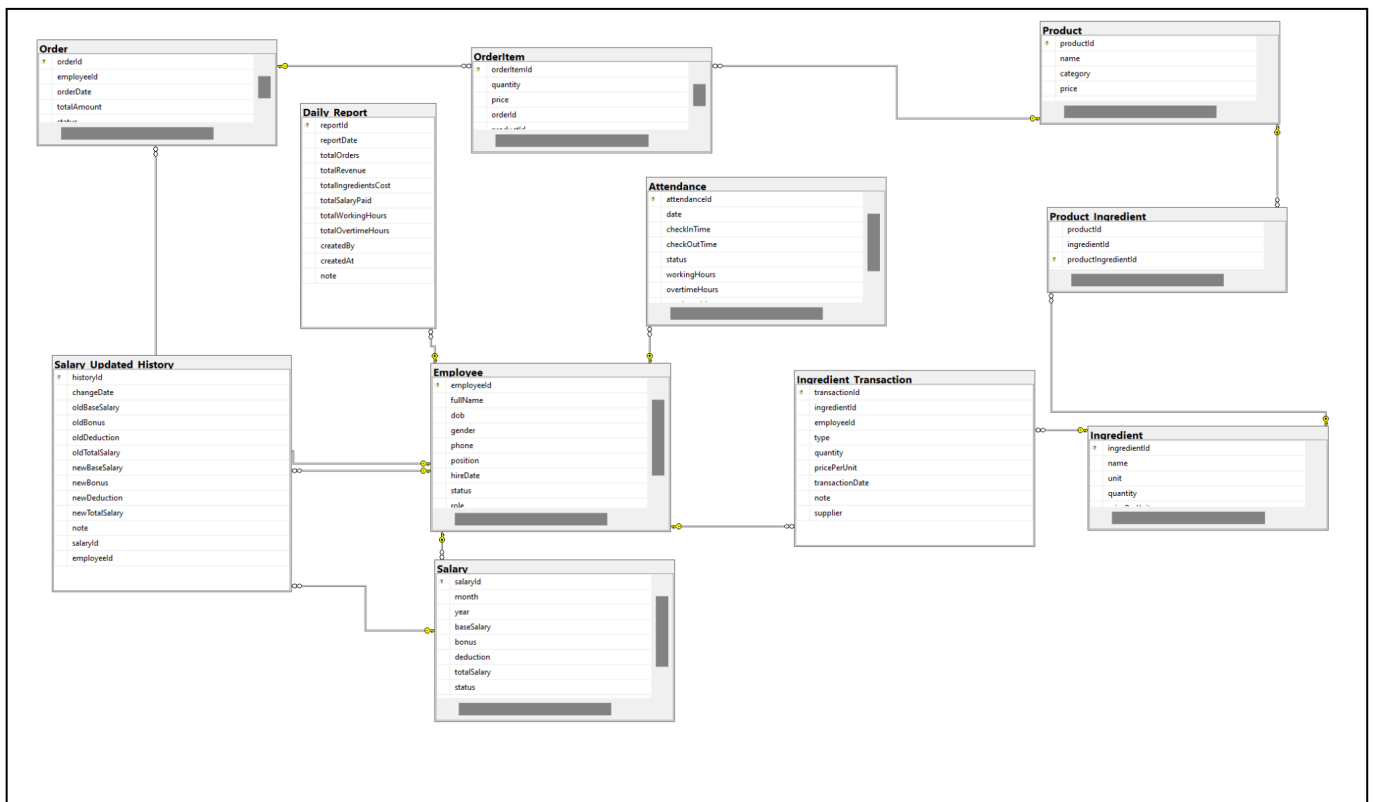 Order
orderId
employeeId
orderDate
totalAmount
status
OrderItem
orderItemId
quantity
price
orderId
productId
Product
productId
name
category
price
Daily_Report
reportId
reportDate
totalOrders
totalRevenue
totalIngredientsCost
totalSalaryPaid
totalWorkingHours
totalOvertimeHours
createdBy
createdAt
note
Attendance
attendanceId
date
checkInTime
checkOutTime
status
workingHours
overtimeHours
Product_Ingredient
productId
ingredientId
productIngredientId
Salary_Updated_History
historyId
changeDate
oldBaseSalary
oldBonus
oldDeduction
oldTotalSalary
newBaseSalary
newBonus
newDeduction
newTotalSalary
note
salaryId
employeeId
Employee
employeeId
fullName
dob
gender
phone
position
hireDate
status
role
Ingredient_Transaction
transactionId
ingredientId
employeeId
type
quantity
pricePerUnit
transactionDate
note
supplier
Ingredient
ingredientId
name
unit
quantity
Salary
salaryId
month
year
baseSalary
bonus
deduction
totalSalary
status